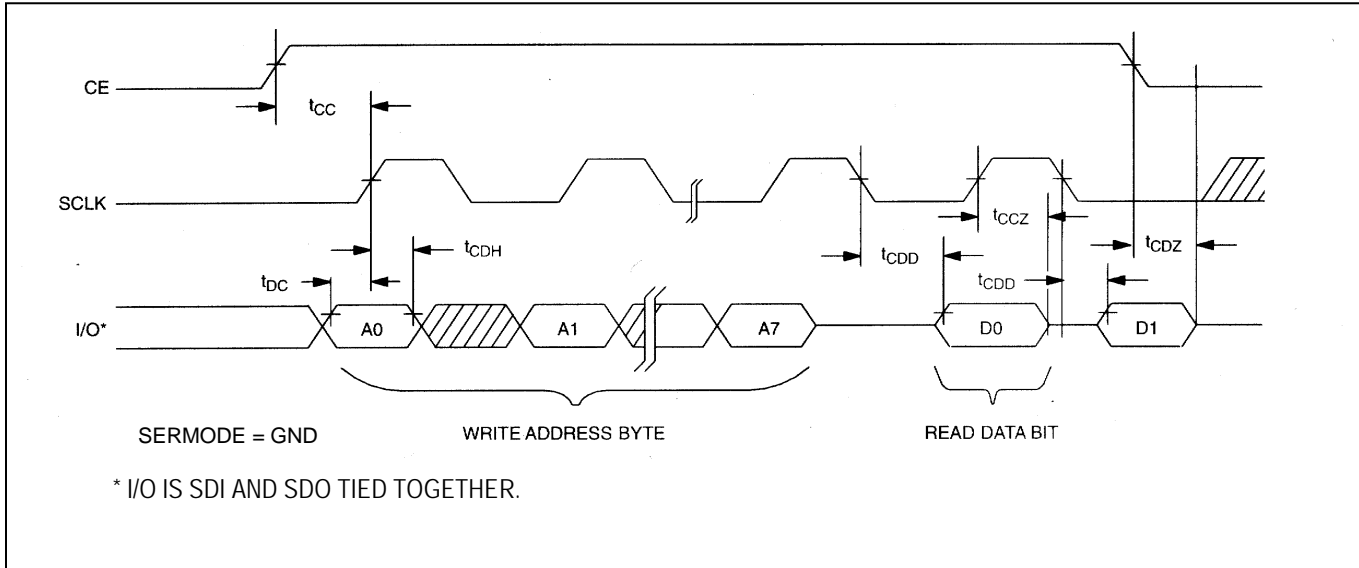 CE
tCC
SCLK
tCCZ
tCDH
tCDD
tCDZ
tDC
tCDD
I/O*
A0
A1
A7
D0
D1
SERMODE = GND
WRITE ADDRESS BYTE
READ DATA BIT
* I/O IS SDI AND SDO TIED TOGETHER.